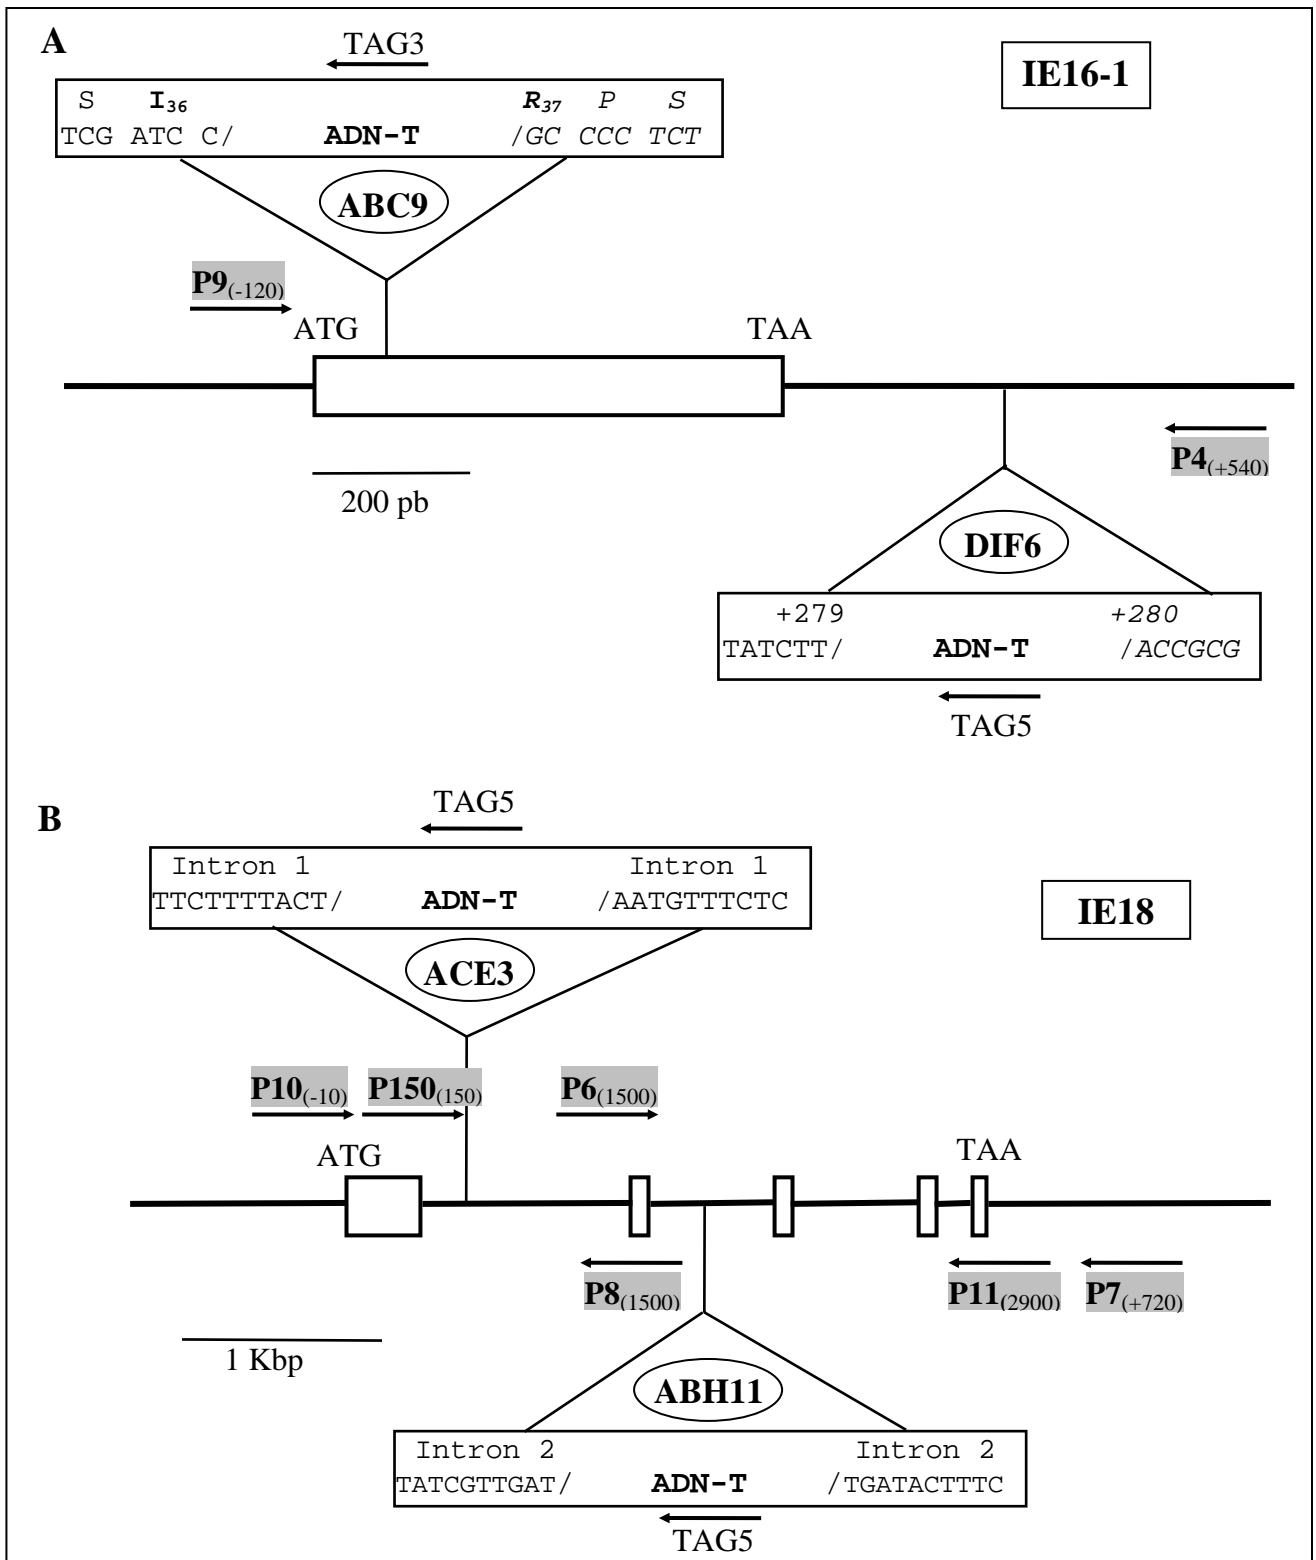 A
TAG3
IE16-1
S I36 R37 P S
TCG ATC C/ ADN-T /GC CCC TCT
ABC9
P9(-120)
ATG TAA
P4(+540)
200 pb
DIF6
+279 +280
TATCTT/ ADN-T /ACCGCG
TAG5
B
TAG5
Intron 1 Intron 1
TTCTTTTACT/ ADN-T /AATGTTTCTC
IE18
ACE3
P10(-10) P150(150) P6(1500)
ATG TAA
P8(1500) P11(2900) P7(+720)
1 Kbp
ABH11
Intron 2 Intron 2
TATCGTTGAT/ ADN-T /TGATACTTTC
TAG5